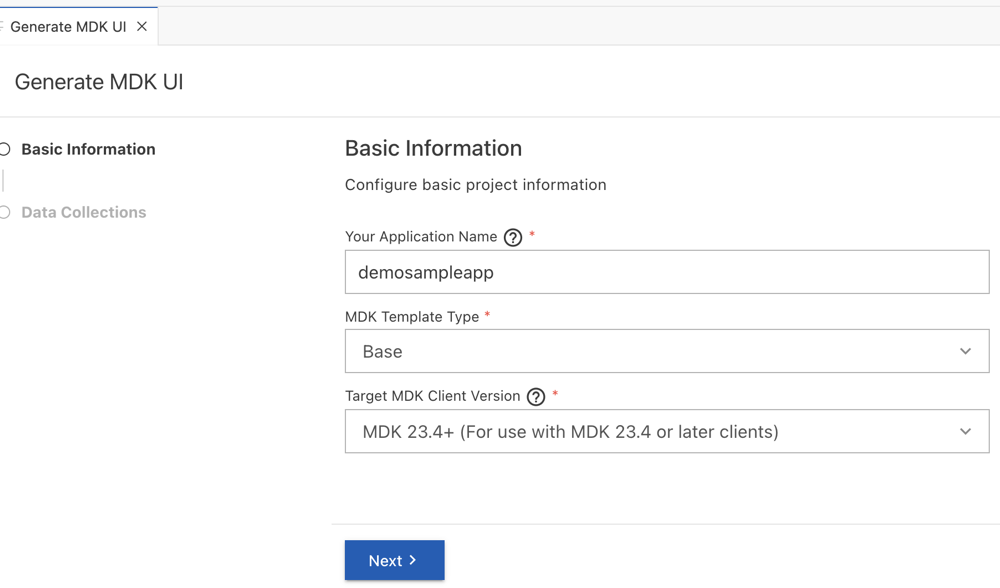 Generate MDK UI
Generate MDK UI
Basic Information
Data Collections
Basic Information
Configure basic project information
Your Application Name ? *
demosampleapp
MDK Template Type *
Base
Target MDK Client Version ? *
MDK 23.4+ (For use with MDK 23.4 or later clients)
Next